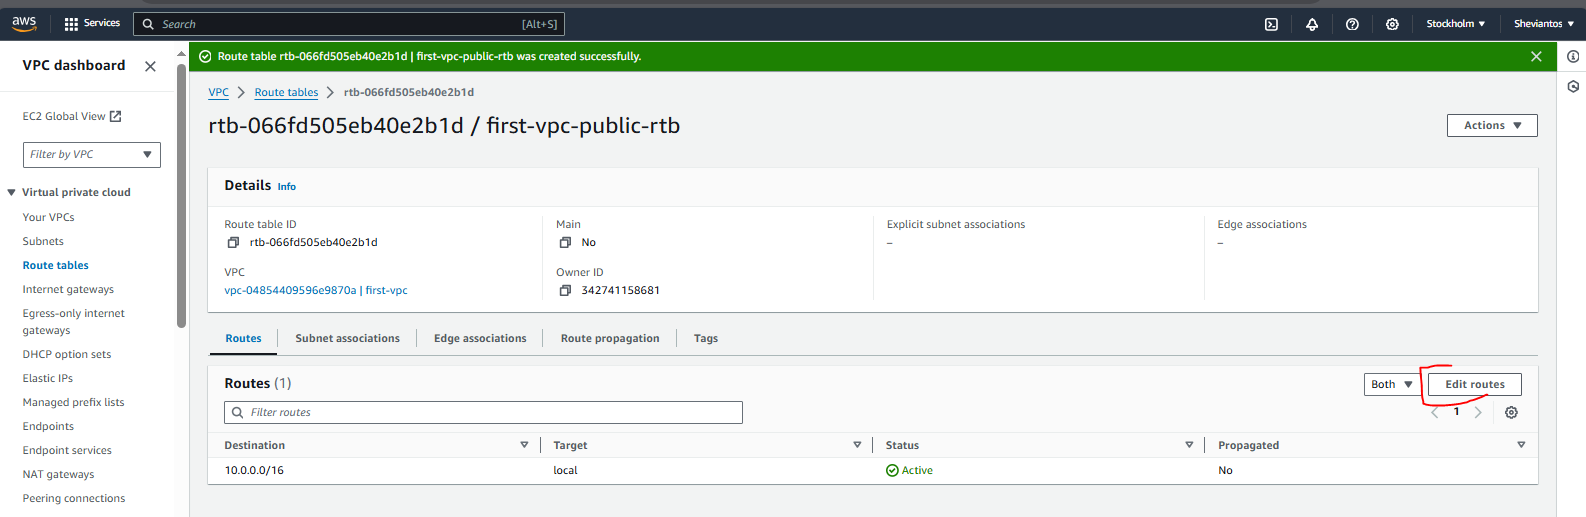 aws Services Search [Alt+S] Stockholm Sheviantos
VPC dashboard
EC2 Global View
Filter by VPC
Virtual private cloud
Your VPCs
Subnets
Route tables
Internet gateways
Egress-only internet
gateways
DHCP option sets
Elastic IPs
Managed prefix lists
Endpoints
Endpoint services
NAT gateways
Peering connections
Route table rtb-066fd505eb40e2b1d | first-vpc-public-rtb was created successfully.
VPC Route tables rtb-066fd505eb40e2b1d
rtb-066fd505eb40e2b1d / first-vpc-public-rtb
Actions
Details Info
Route table ID
rtb-066fd505eb40e2b1d
VPC
vpc-04854409596e9870a | first-vpc
Main
No
Owner ID
342741158681
Explicit subnet associations
–
Edge associations
–
Routes Subnet associations Edge associations Route propagation Tags
Routes (1)
Both Edit routes
Filter routes
1
Destination Target Status Propagated
10.0.0.0/16 local Active No